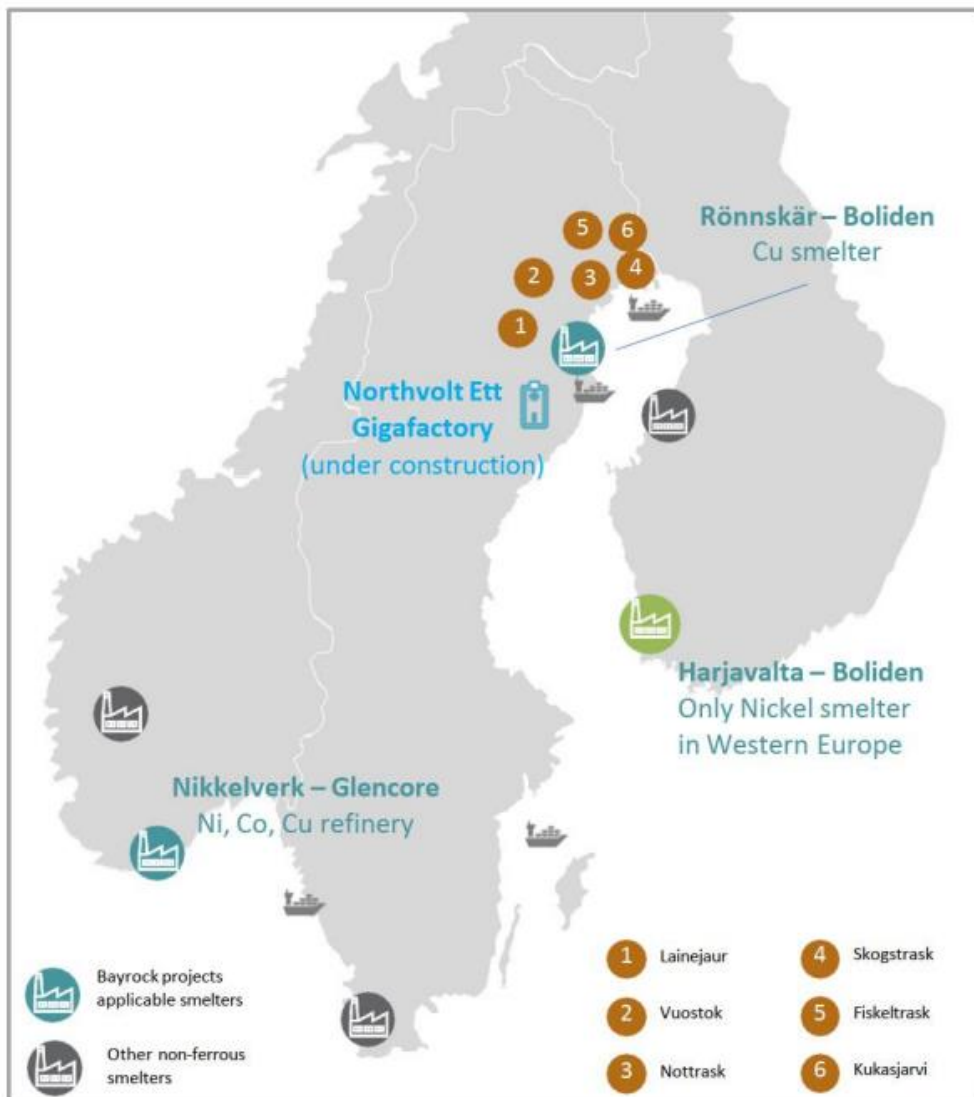 Rönnskär – Boliden
Cu smelter
5
6
2
3
4
1
Northvolt Ett
Gigafactory
(under construction)
Harjavalta – Boliden
Only Nickel smelter
in Western Europe
Nikkelverk – Glencore
Ni, Co, Cu refinery
Bayrock projects
applicable smelters
Other non-ferrous
smelters
1 Lainejaur
2 Vuostok
3 Nottrask
4 Skogstrask
5 Fiskeltrask
6 Kukasjarvi